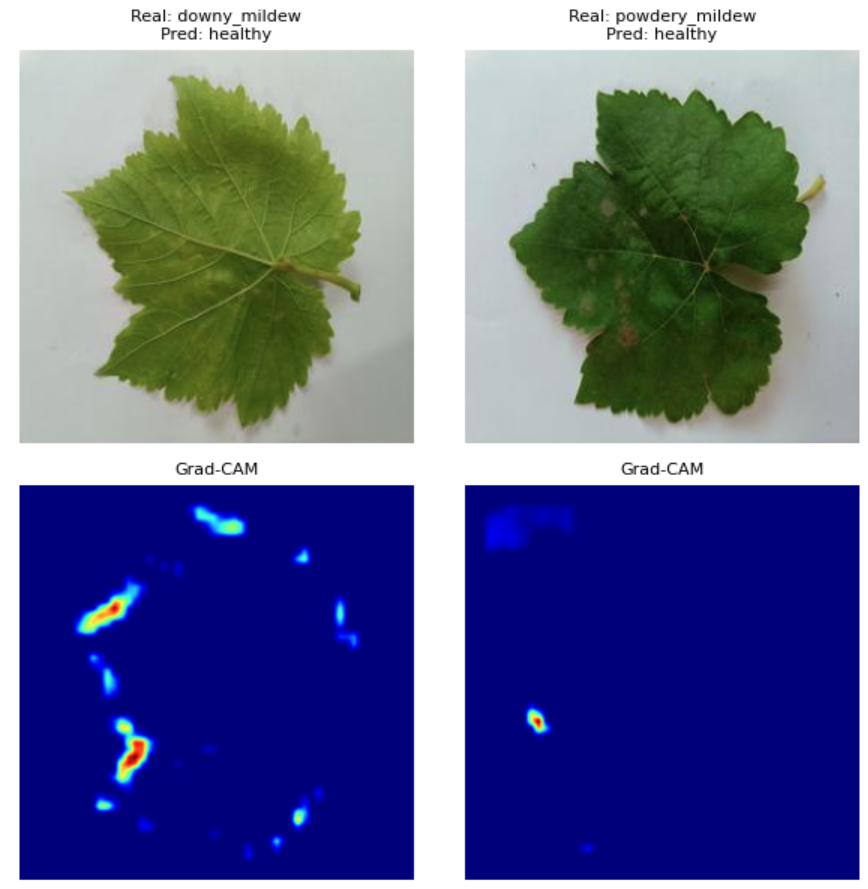 Real: downy_mildew
Pred: healthy
Real: powdery_mildew
Pred: healthy
Grad-CAM
Grad-CAM